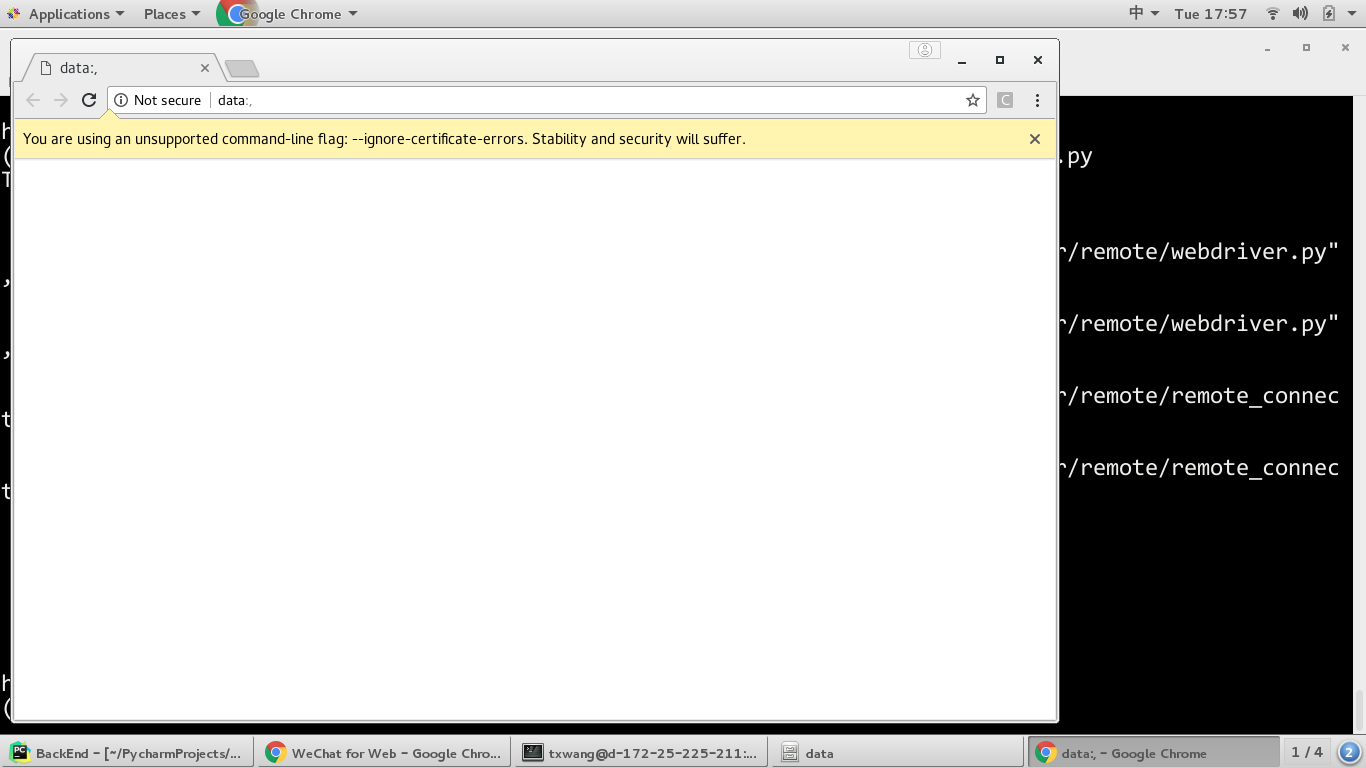 Applications Places Google Chrome 中 Tue 17:57
data:,
Not secure data:,
You are using an unsupported command-line flag: --ignore-certificate-errors. Stability and security will suffer.
.py
r/remote/webdriver.py"
,
r/remote/webdriver.py"
,
r/remote/remote_connec
t
r/remote/remote_connec
t
(
BackEnd – [~/PycharmProjects/... WeChat for Web – Google Chro... txwang@d-172-25-225-211:... data data:, – Google Chrome 1 / 4 2